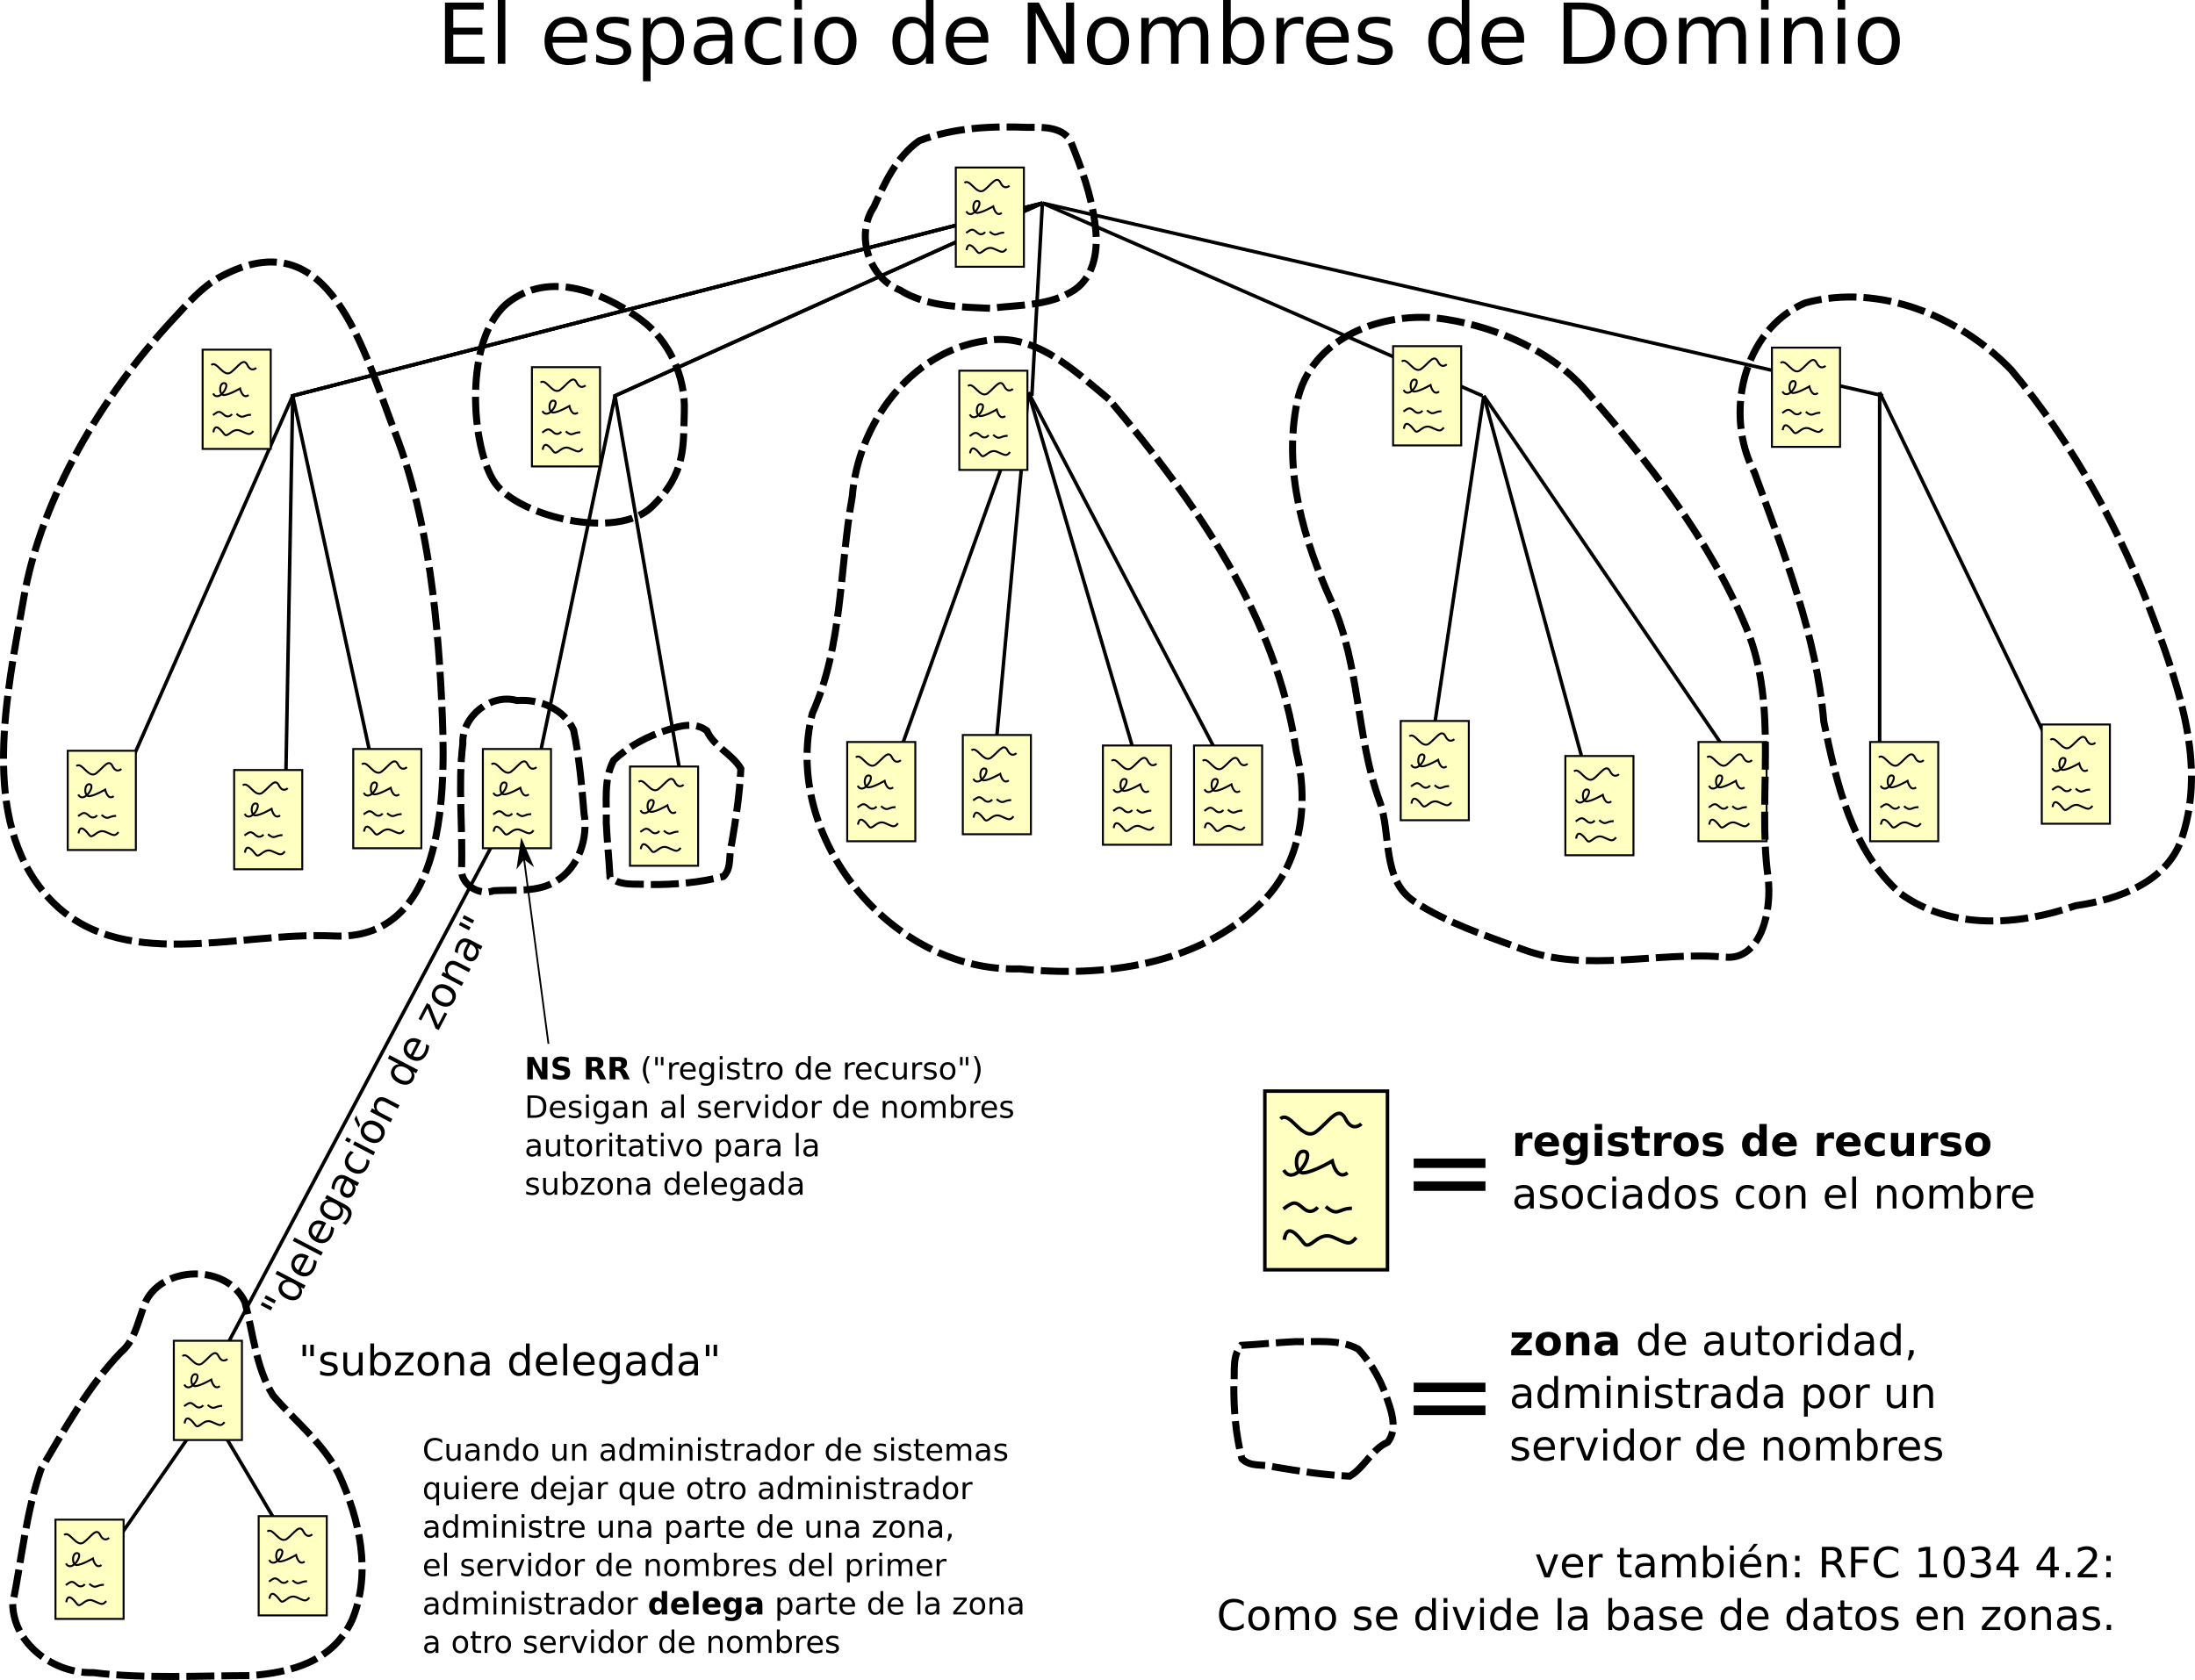 El espacio de Nombres de Dominio
"delegación de zona"
NS RR ("registro de recurso")
Desigan al servidor de nombres
autoritativo para la
subzona delegada
registros de recurso
asociados con el nombre
zona de autoridad,
administrada por un
servidor de nombres
"subzona delegada"
Cuando un administrador de sistemas
quiere dejar que otro administrador
administre una parte de una zona,
el servidor de nombres del primer
administrador delega parte de la zona
a otro servidor de nombres
ver también: RFC 1034 4.2:
Como se divide la base de datos en zonas.